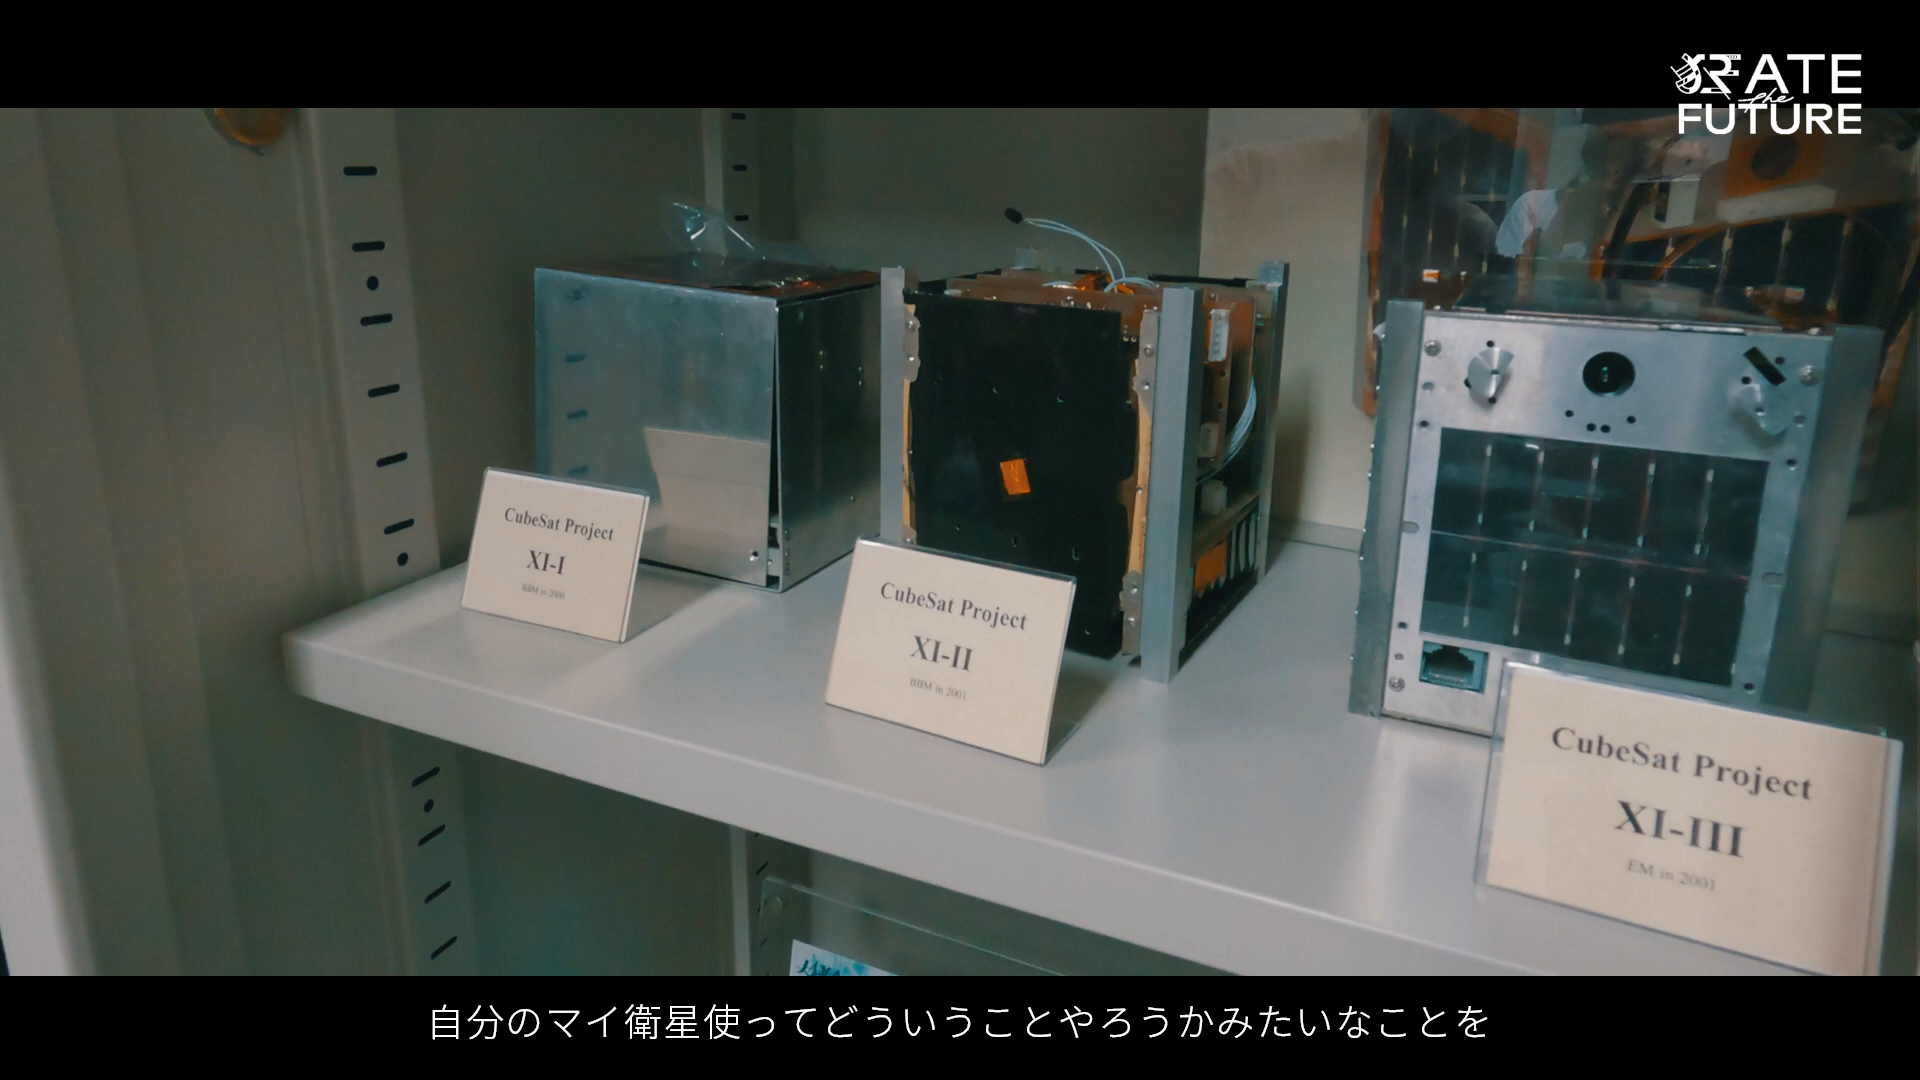 CREATE
the
FUTURE
CubeSat Project
XI-I
BBM in 2000
CubeSat Project
XI-II
BBM in 2001
CubeSat Project
XI-III
EM in 2001
自分のマイ衛星使ってどういうことやろうかみたいなことを